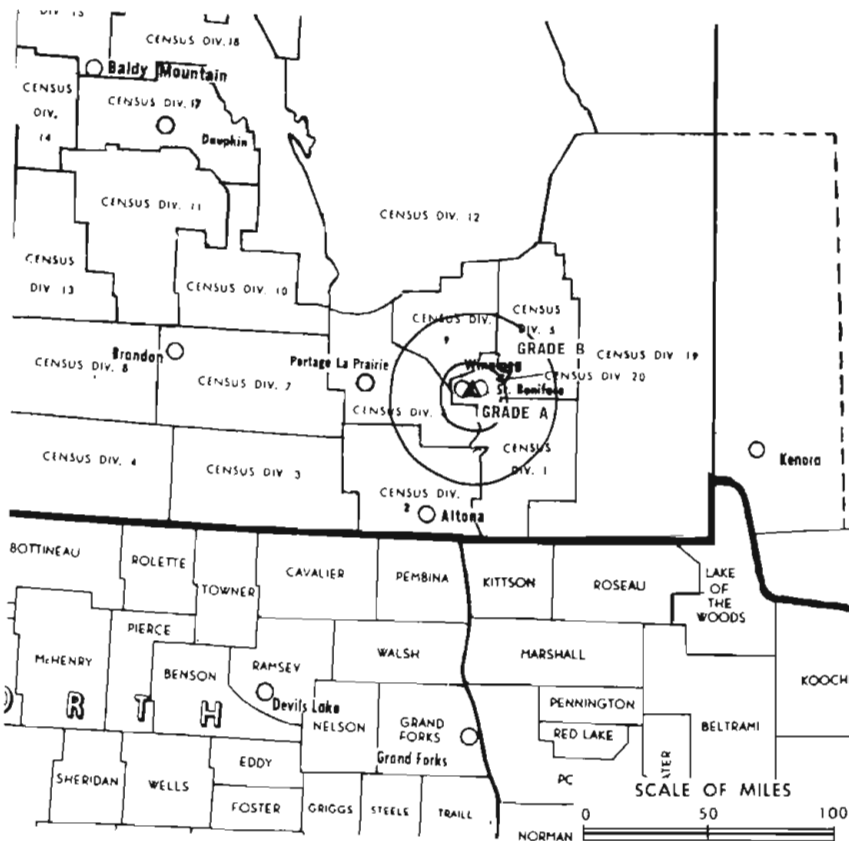 CENSUS DIV. 18
Baldy Mountain
CENSUS
DIV.
14
CENSUS DIV. 17
Dauphin
CENSUS DIV. 11
CENSUS DIV. 12
CENSUS
DIV 13
CENSUS DIV. 10
CENSUS DIV.
9
CENSUS
DIV. 5
GRADE B
CENSUS DIV 19
Brandon
Portage La Prairie
Winnipeg
CENSUS DIV 20
St. Boniface
CENSUS DIV. 8
CENSUS DIV. 7
CENSUS DIV.
GRADE A
CENSUS
DIV. 1
CENSUS DIV. 4
CENSUS DIV. 3
CENSUS DIV.
2
Altona
Kenora
BOTTINEAU
ROLETTE
TOWNER
CAVALIER
PEMBINA
KITTSON
ROSEAU
LAKE
OF
THE
WOODS
PIERCE
McHENRY
BENSON
RAMSEY
WALSH
MARSHALL
KOOCH
Devils Lake
RTH
NELSON
GRAND
FORKS
Grand Forks
PENNINGTON
RED LAKE
BELTRAMI
SHERIDAN
WELLS
EDDY
FOSTER
GRIGGS
STEELE
TRAILL
PC
ATER
NORMAN
SCALE OF MILES
0 50 100